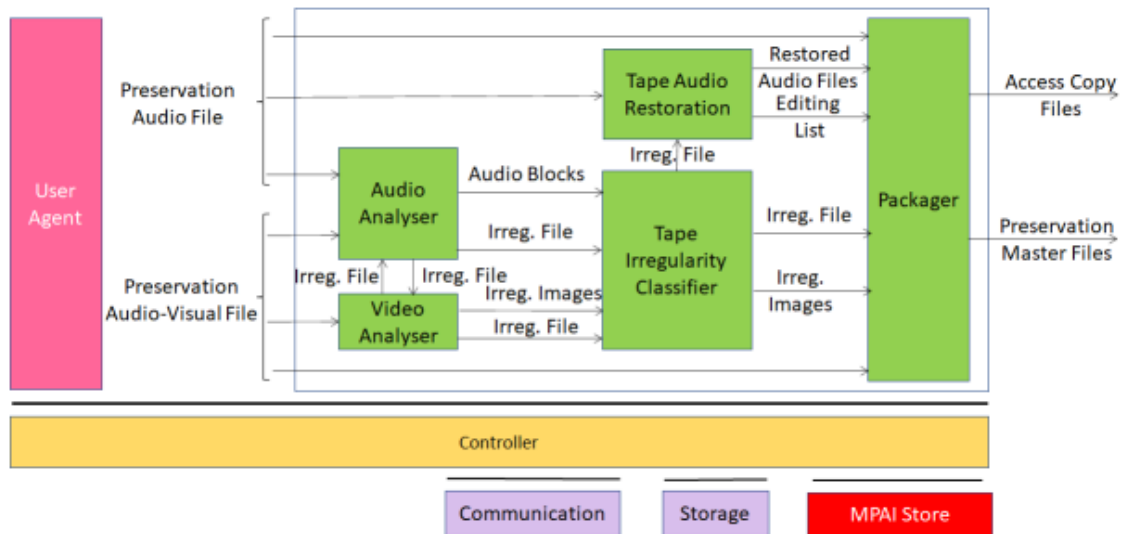 Preservation
Audio File
User
Agent
Preservation
Audio-Visual File
Audio
Analyser
Video
Analyser
Irreg. File
Irreg. File
Audio Blocks
Irreg. File
Irreg. Images
Irreg. File
Tape Audio
Restoration
Irreg. File
Tape
Irregularity
Classifier
Restored
Audio Files
Editing
List
Irreg. File
Irreg.
Images
Packager
Access Copy
Files
Preservation
Master Files
Controller
Communication
Storage
MPAI Store